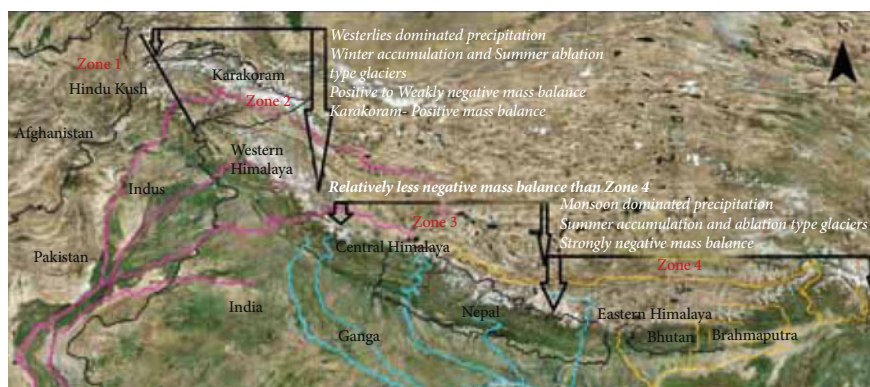 Westerlies dominated precipitation
Winter accumulation and Summer ablation
type glaciers
Positive to Weakly negative mass balance
Karakoram- Positive mass balance
N
Zone 1
Hindu Kush
Karakoram
Zone 2
Afghanistan
Western
Himalaya
Indus
Relatively less negative mass balance than Zone 4
Monsoon dominated precipitation
Summer accumulation and ablation type glaciers
Strongly negative mass balance
Zone 3
Central Himalaya
Pakistan
Zone 4
India
Nepal
Eastern Himalaya
Ganga
Bhutan
Brahmaputra